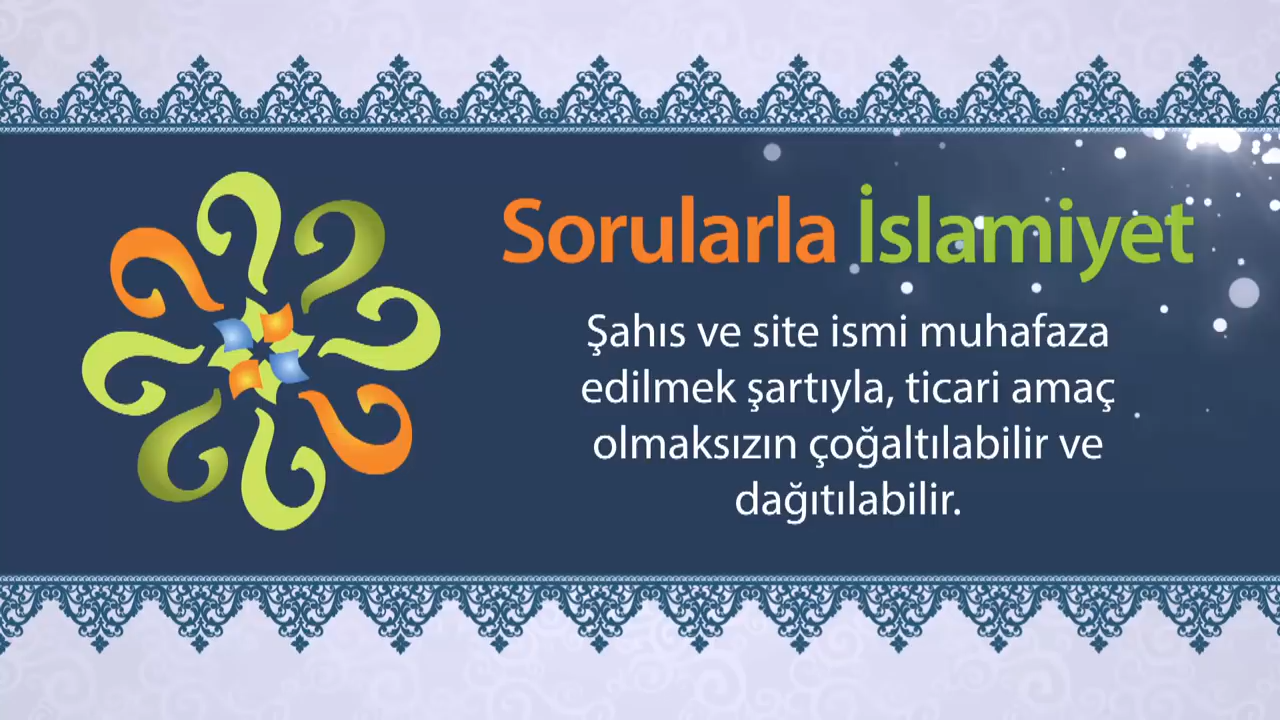 Sorularla İslamiyet
Şahıs ve site ismi muhafaza
edilmek şartıyla, ticari amaç
olmaksızın çoğaltılabilir ve
dağıtılabilir.